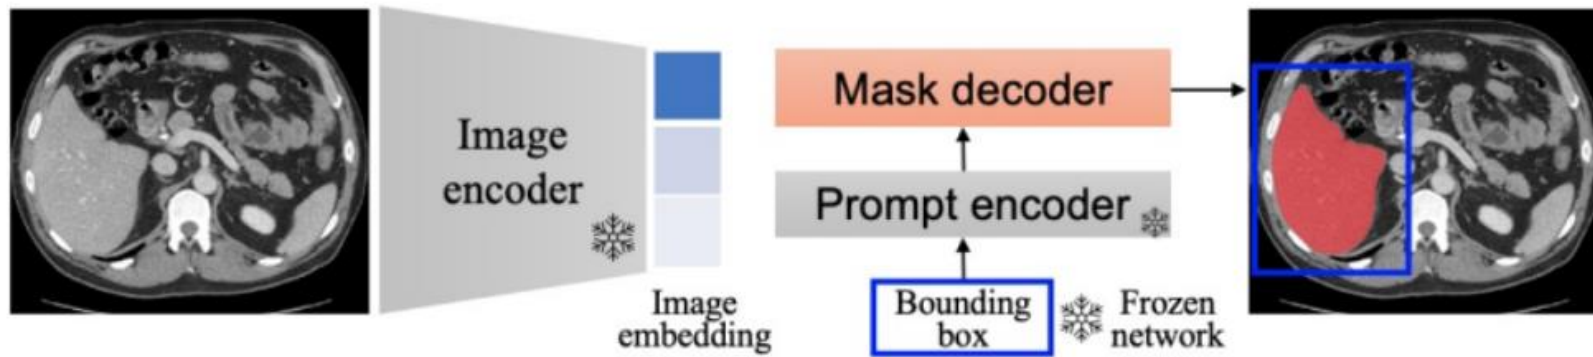 Image
encoder
Image
embedding
Mask decoder
Prompt encoder
Bounding
box
Frozen
network